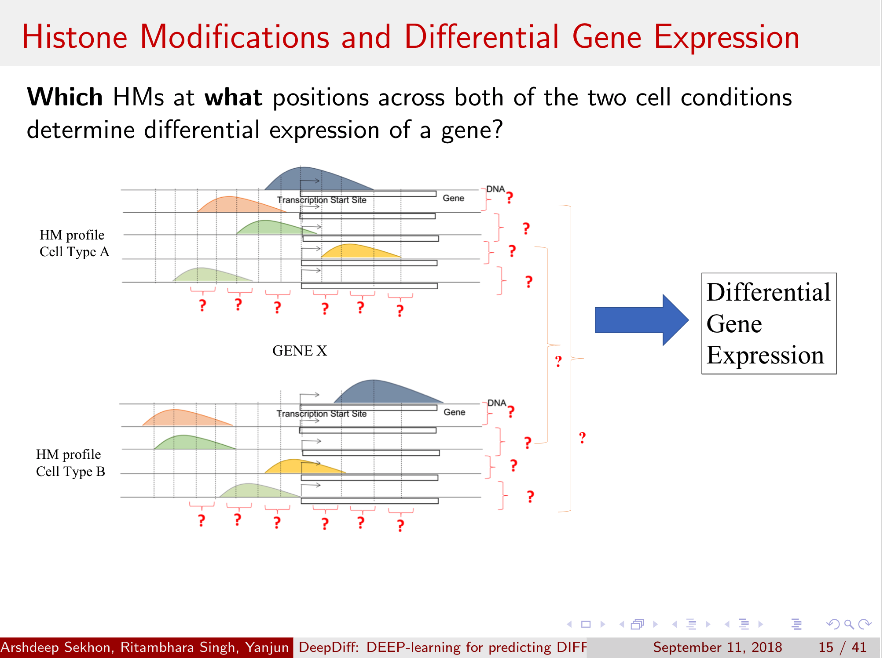 Histone Modifications and Differential Gene Expression
Which HMs at what positions across both of the two cell conditions
determine differential expression of a gene?
DNA
?
Transcription Start Site
Gene
?
HM profile
Cell Type A
?
?
? ? ? ? ? ?
Differential
Gene
Expression
GENE X
?
DNA
?
Transcription Start Site
Gene
?
?
HM profile
Cell Type B
?
?
? ? ? ? ? ?
Arshdeep Sekhon, Ritambhara Singh, Yanjun
DeepDiff: DEEP-learning for predicting DIFF
September 11, 2018
15 / 41